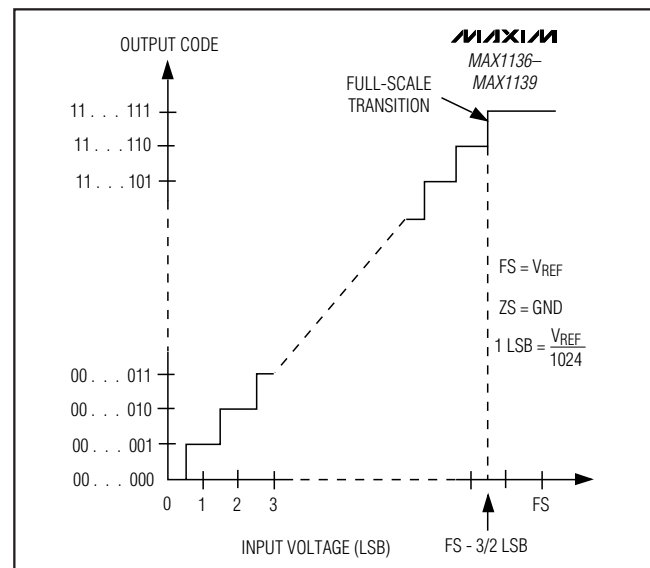 OUTPUT CODE
MAXIM
MAX1136–
MAX1139
FULL-SCALE
TRANSITION
11 . . . 111
11 . . . 110
11 . . . 101
FS = VREF
ZS = GND
1 LSB = VREF
1024
00 . . . 011
00 . . . 010
00 . . . 001
00 . . . 000
0 1 2 3 FS
INPUT VOLTAGE (LSB)
FS - 3/2 LSB